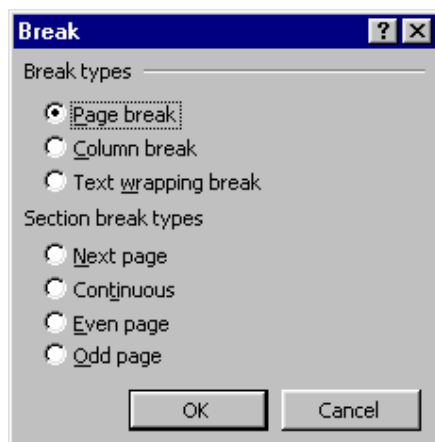 Break
Break types
Page break
Column break
Text wrapping break
Section break types
Next page
Continuous
Even page
Odd page
OK Cancel